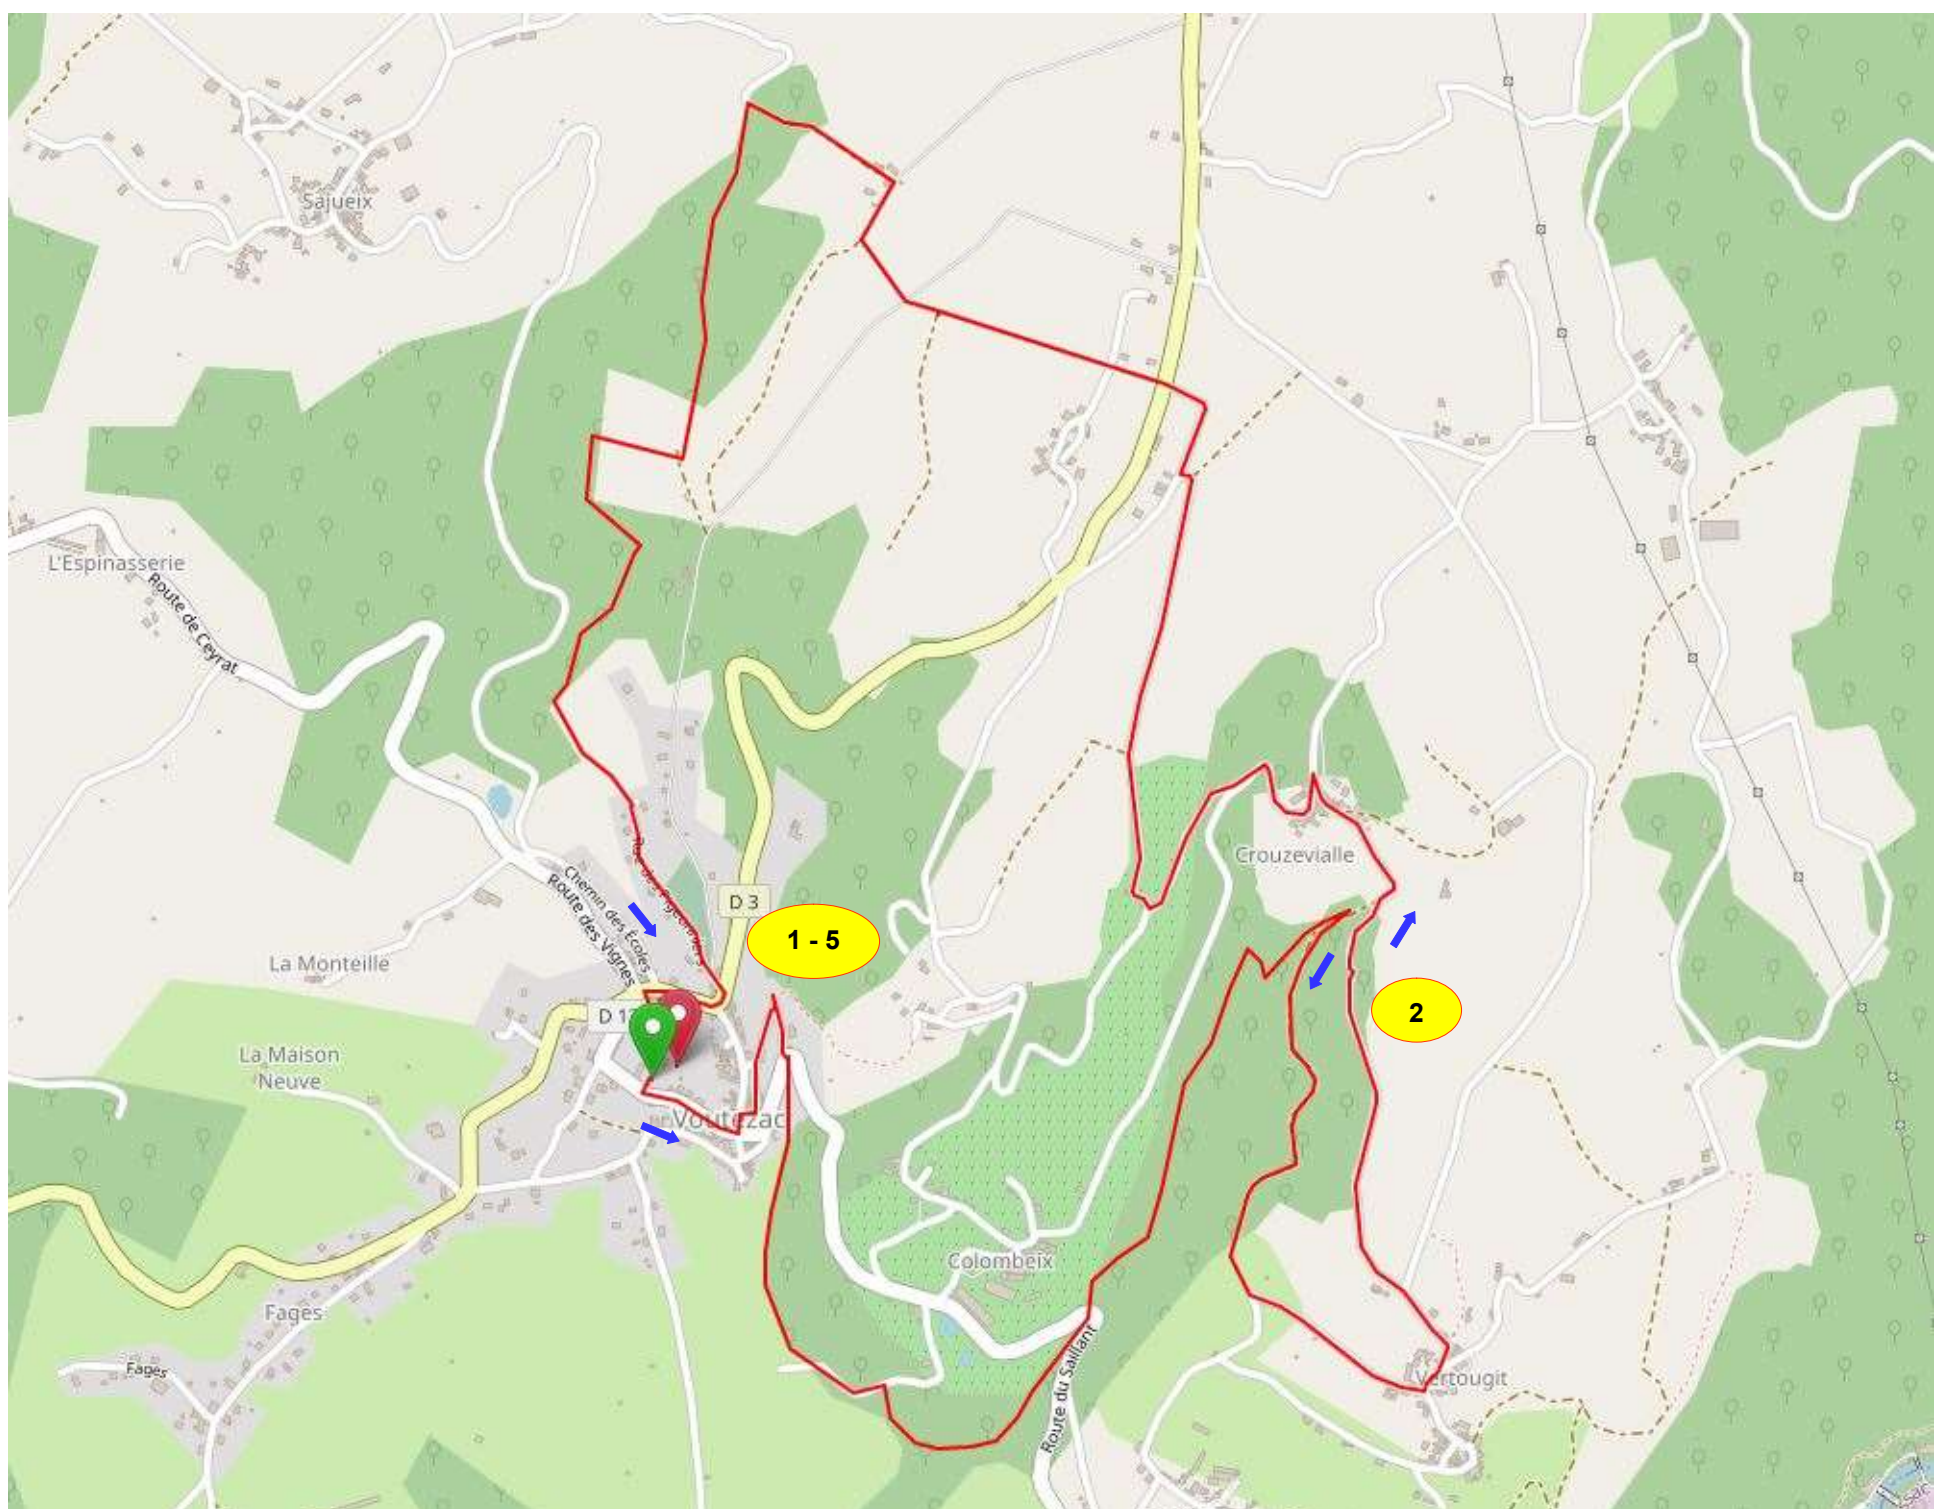 Sajueix
L'Espinasserie
Route de Ceyrat
Crouzevialle
Chemin des Écoles
Route des Vignes
D 3
1 - 5
La Monteille
2
D 1
La Maison
Neuve
Voutezac
Colombeix
Fages
Fages
Route du Saillant
Vertougit